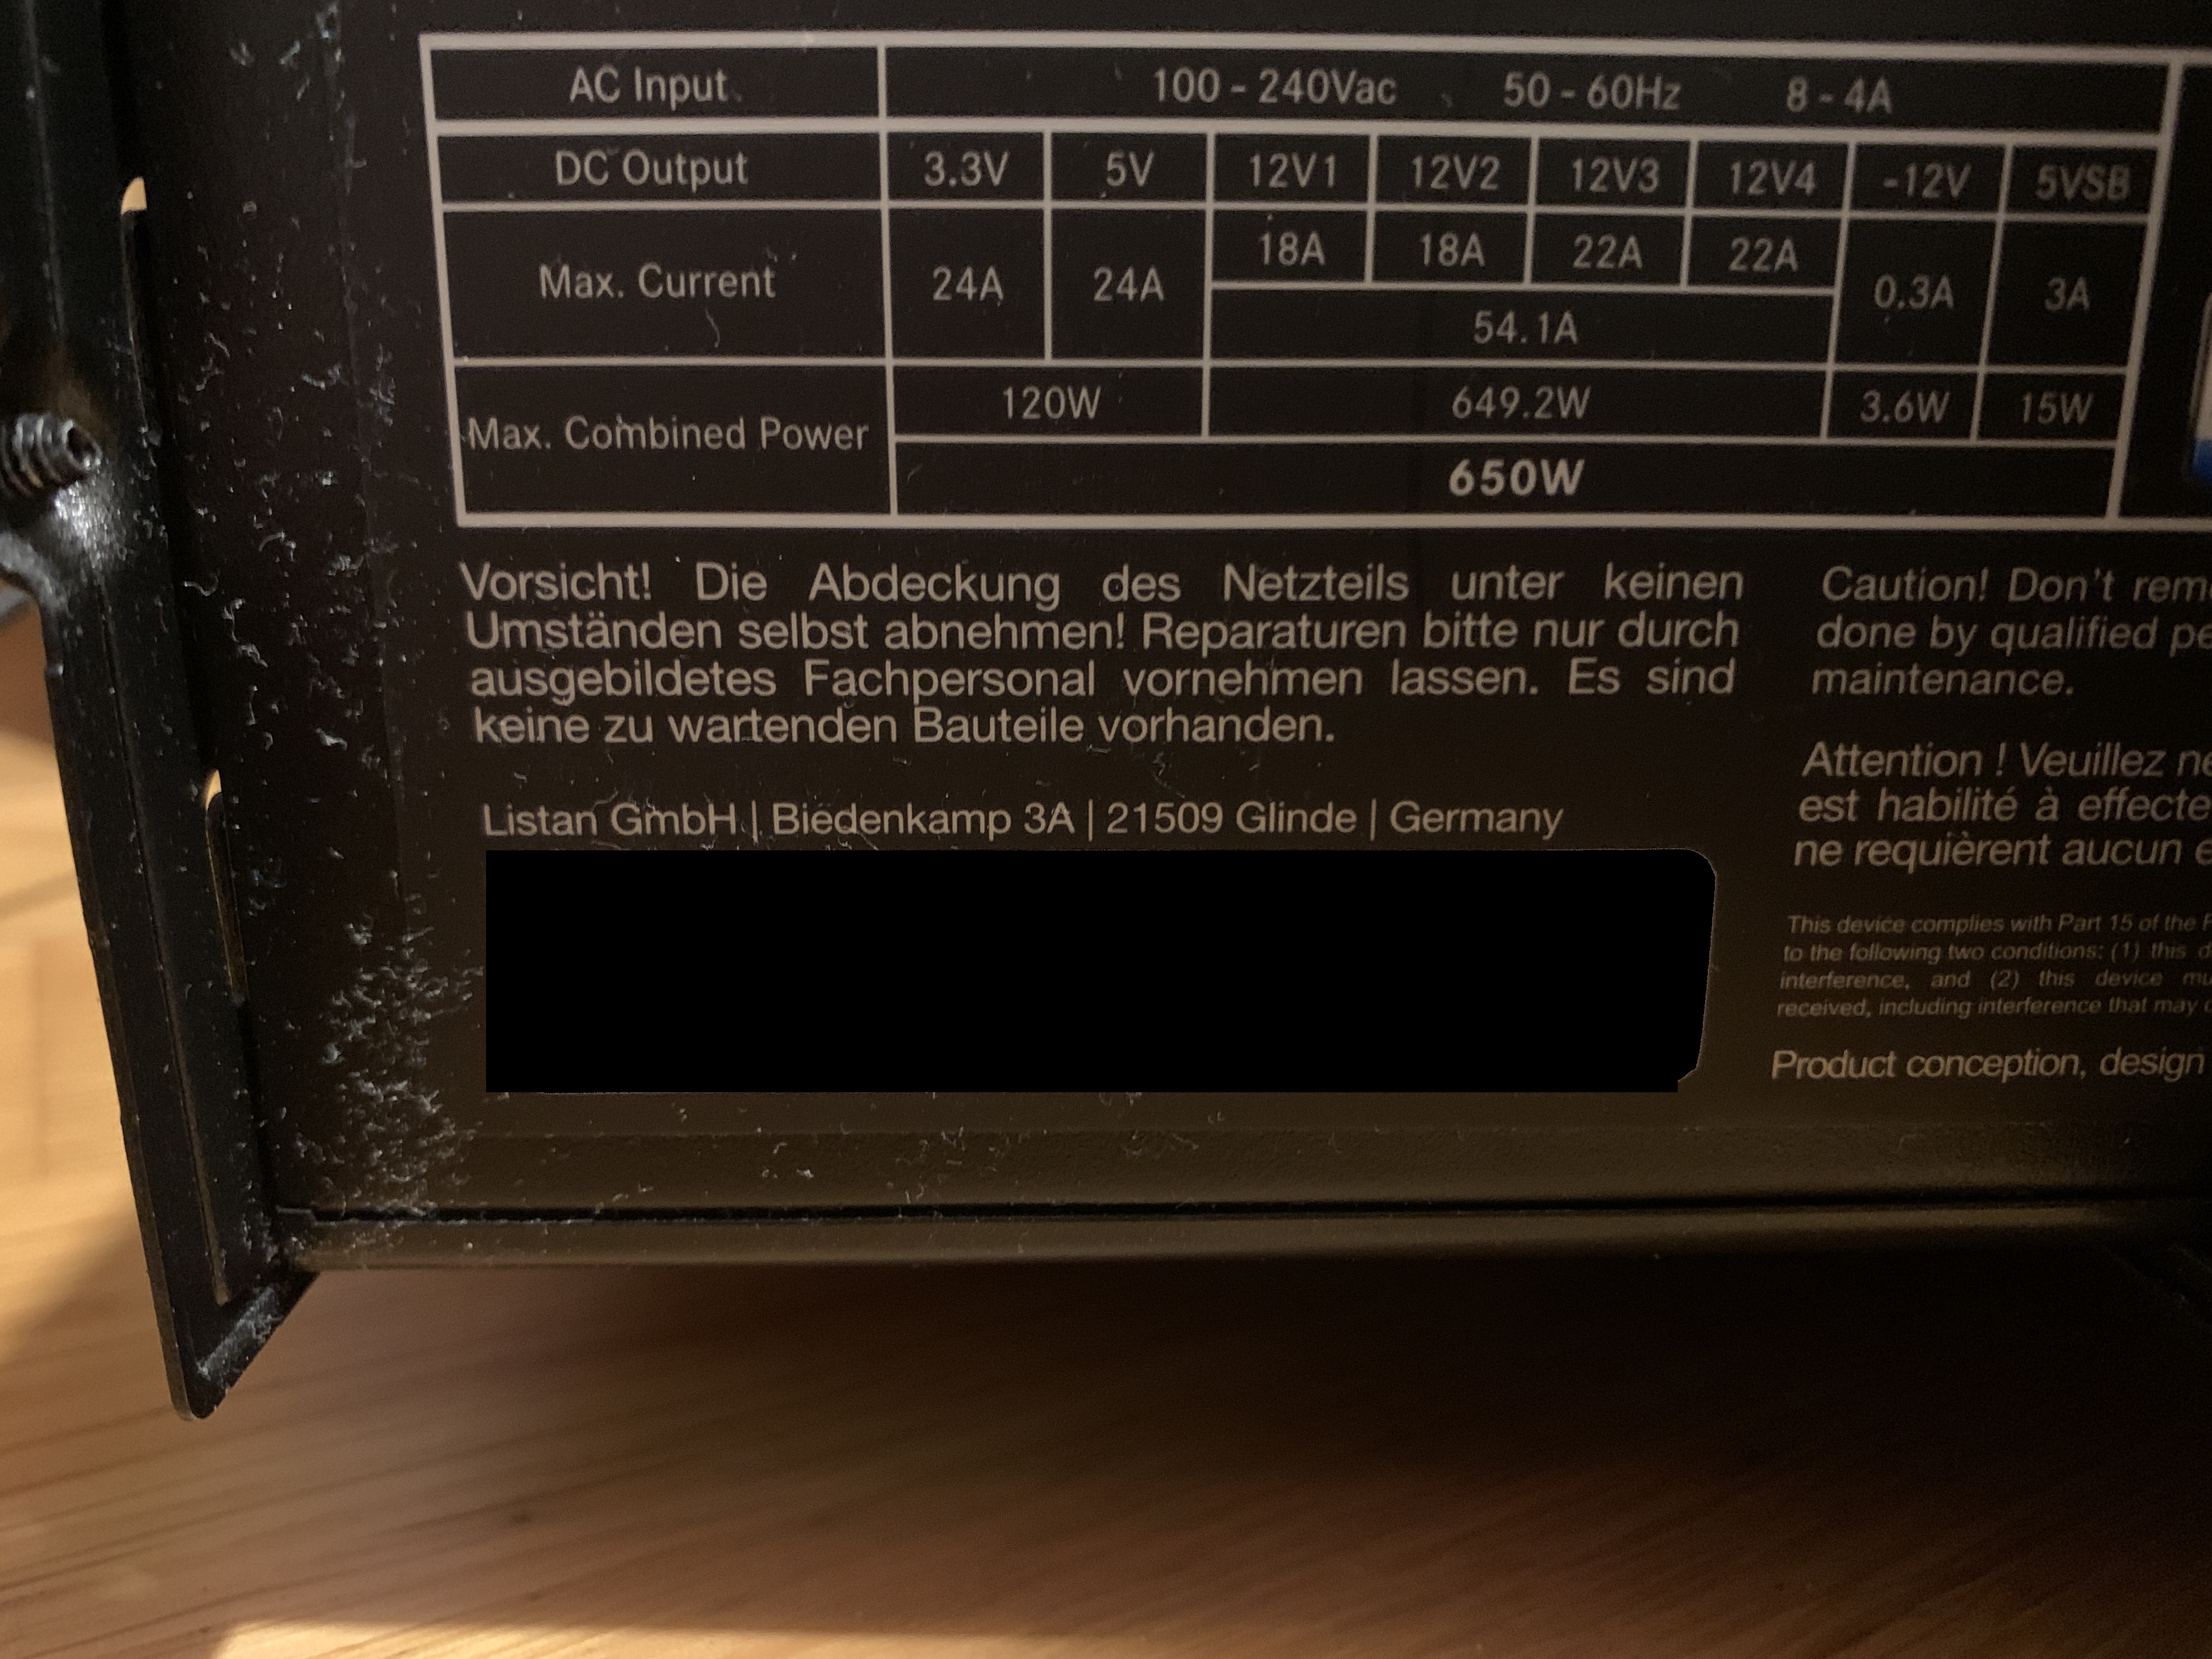 AC Input 100 - 240Vac 50 - 60Hz 8 - 4A
DC Output 3.3V 5V 12V1 12V2 12V3 12V4 -12V 5VSB
Max. Current 24A 24A 18A 18A 22A 22A 0.3A 3A
54.1A
Max. Combined Power 120W 649.2W 3.6W 15W
650W
Vorsicht! Die Abdeckung des Netzteils unter keinen
Umständen selbst abnehmen! Reparaturen bitte nur durch
ausgebildetes Fachpersonal vornehmen lassen. Es sind
keine zu wartenden Bauteile vorhanden.
Listan GmbH | Biedenkamp 3A | 21509 Glinde | Germany
Caution! Don't
done by qualified
maintenance.
Attention ! Veuillez
est habilité à
ne requièrent aucun
This device complies with Part 15 of the
to the following two conditions: (1) this
interference, and (2) this device
received, including interference that may
Product conception, design